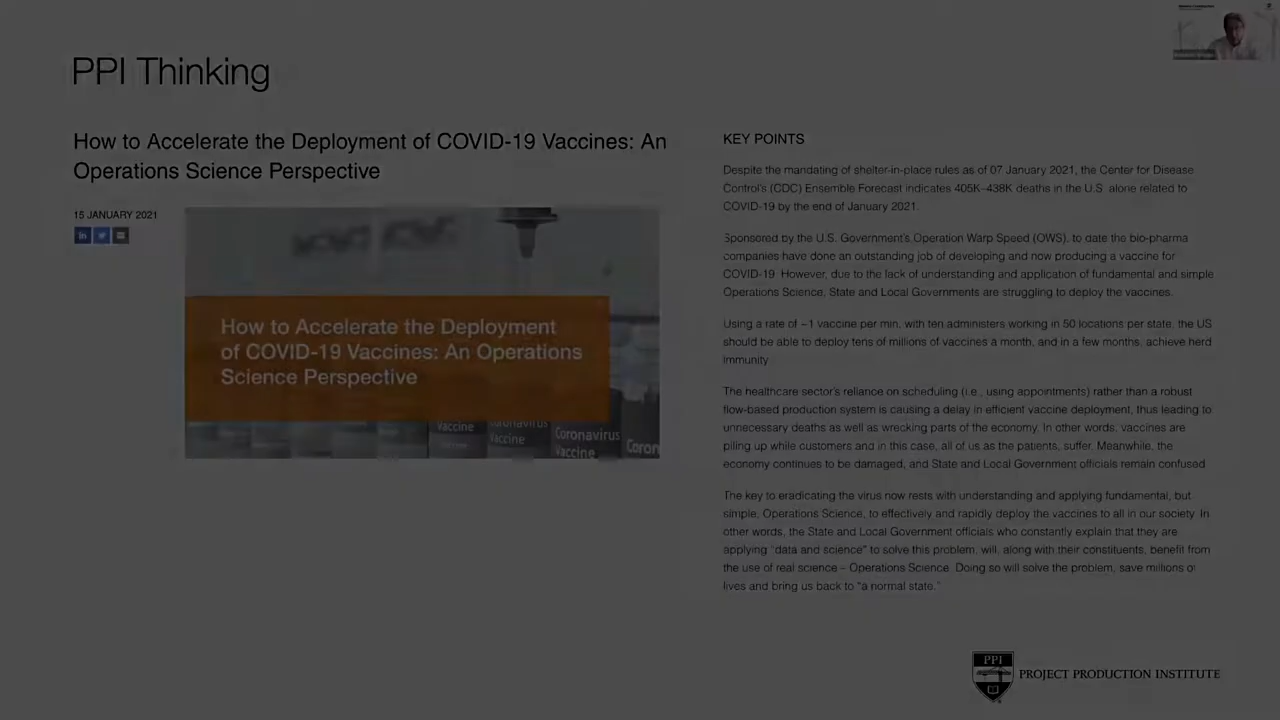 PPI Thinking
How to Accelerate the Deployment of COVID-19 Vaccines: An
Operations Science Perspective
15 JANUARY 2021
in
How to Accelerate the Deployment
of COVID-19 Vaccines: An Operations
Science Perspective
Vaccine
Coronavirus
Vaccine
Coronavirus
Vaccine
Coron
KEY POINTS
Despite the mandating of shelter-in-place rules as of 07 January 2021, the Center for Disease
Control's (CDC) Ensemble Forecast indicates 405K–438K deaths in the U.S. alone related to
COVID-19 by the end of January 2021.
Sponsored by the U.S. Government's Operation Warp Speed (OWS), to date the bio-pharma
companies have done an outstanding job of developing and now producing a vaccine for
COVID-19. However, due to the lack of understanding and application of fundamental and simple
Operations Science, State and Local Governments are struggling to deploy the vaccines.
Using a rate of ~1 vaccine per min, with ten administers working in 50 locations per state, the US
should be able to deploy tens of millions of vaccines a month, and in a few months, achieve herd
immunity
The healthcare sector's reliance on scheduling (i.e., using appointments) rather than a robust
flow-based production system is causing a delay in efficient vaccine deployment, thus leading to
unnecessary deaths as well as wrecking parts of the economy. In other words, vaccines are
piling up while customers and in this case, all of us as the patients, suffer. Meanwhile, the
economy continues to be damaged, and State and Local Government officials remain confused
The key to eradicating the virus now rests with understanding and applying fundamental, but
simple, Operations Science, to effectively and rapidly deploy the vaccines to all in our society. In
other words, the State and Local Government officials who constantly explain that they are
applying "data and science" to solve this problem, will, along with their constituents, benefit from
the use of real science – Operations Science. Doing so will solve the problem, save millions of
lives and bring us back to "a normal state."
PPI
PROJECT PRODUCTION INSTITUTE